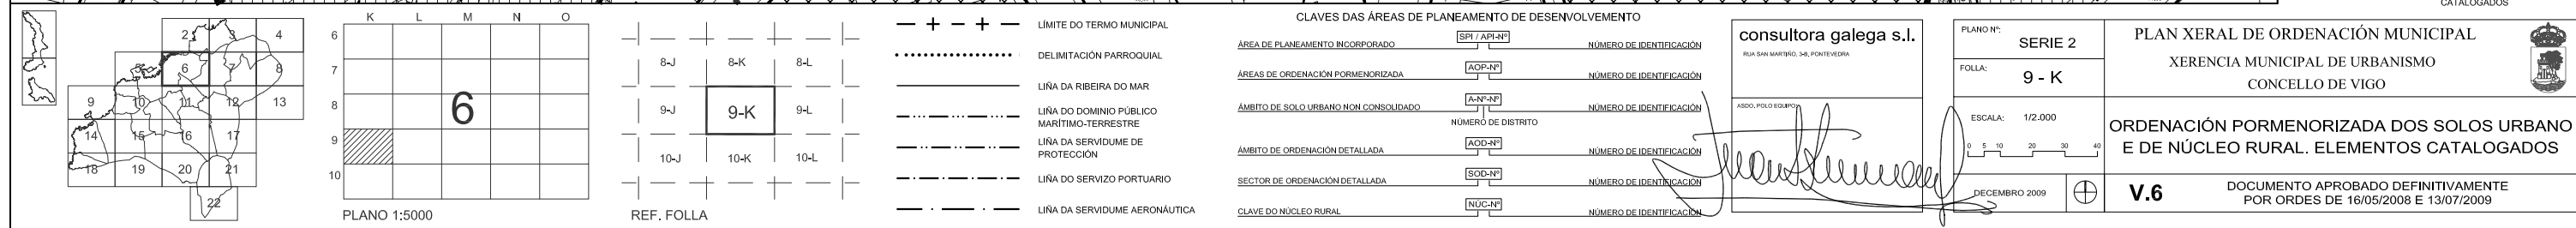 CATALOGADOS
2
3
4
5
6
7
8
9
10
11
12
13
14
15
16
17
18
19
20
21
22
K L M N O
6
7
8
9
10
6
PLANO 1:5000
8-J 8-K 8-L
9-J 9-K 9-L
10-J 10-K 10-L
REF. FOLLA
LÍMITE DO TERMO MUNICIPAL
DELIMITACIÓN PARROQUIAL
LIÑA DA RIBEIRA DO MAR
LIÑA DO DOMINIO PÚBLICO
MARÍTIMO-TERRESTRE
LIÑA DA SERVIDUME DE
PROTECCIÓN
LIÑA DO SERVIZO PORTUARIO
LIÑA DA SERVIDUME AERONÁUTICA
CLAVES DAS ÁREAS DE PLANEAMENTO DE DESENVOLVEMENTO
ÁREA DE PLANEAMENTO INCORPORADO SPI / API-Nº NÚMERO DE IDENTIFICACIÓN
ÁREAS DE ORDENACIÓN PORMENORIZADA AOP-Nº NÚMERO DE IDENTIFICACIÓN
ÁMBITO DE SOLO URBANO NON CONSOLIDADO A-Nº-Nº NÚMERO DE IDENTIFICACIÓN
NÚMERO DE DISTRITO
ÁMBITO DE ORDENACIÓN DETALLADA AOD-Nº NÚMERO DE IDENTIFICACIÓN
SECTOR DE ORDENACIÓN DETALLADA SOD-Nº NÚMERO DE IDENTIFICACIÓN
CLAVE DO NÚCLEO RURAL NÚC-Nº NÚMERO DE IDENTIFICACIÓN
consultora galega s.l.
RUA SAN MARTIÑO, 3-B, PONTEVEDRA
ASDO. POLO EQUIPO:
PLANO Nº:
SERIE 2
FOLLA:
9 - K
ESCALA: 1/2.000
0 5 10 20 30 40
DECEMBRO 2009
PLAN XERAL DE ORDENACIÓN MUNICIPAL
XERENCIA MUNICIPAL DE URBANISMO
CONCELLO DE VIGO
ORDENACIÓN PORMENORIZADA DOS SOLOS URBANO
E DE NÚCLEO RURAL. ELEMENTOS CATALOGADOS
V.6
DOCUMENTO APROBADO DEFINITIVAMENTE
POR ORDES DE 16/05/2008 E 13/07/2009